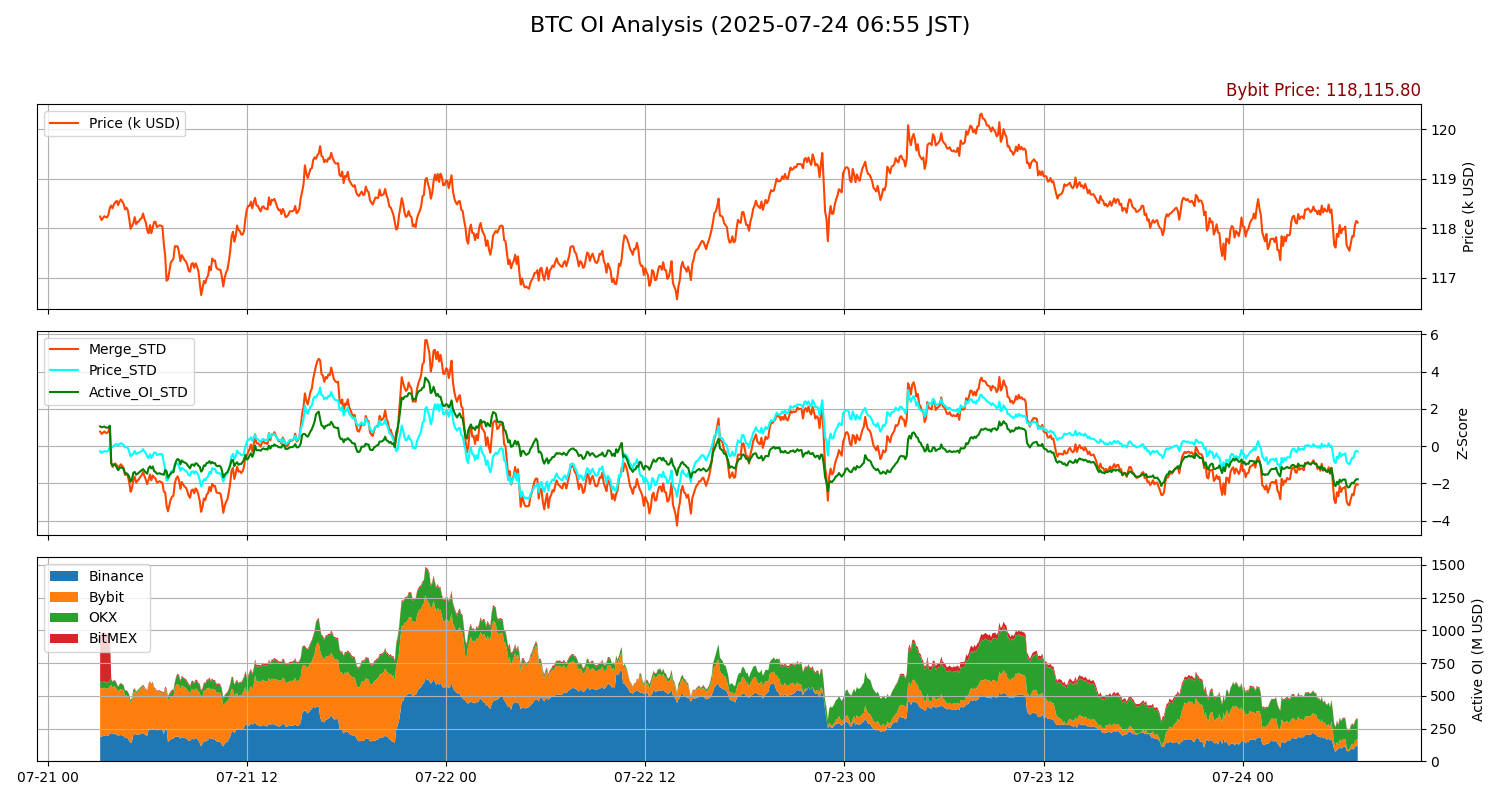 BTC OI Analysis (2025-07-24 06:55 JST)
Bybit Price: 118,115.80
Price (k USD)
120
119
118
117
Price (k USD)
Merge_STD
Price_STD
Active_OI_STD
6
4
2
0
−2
−4
Z-Score
Binance
Bybit
OKX
BitMEX
1500
1250
1000
750
500
250
0
Active OI (M USD)
07-21 00
07-21 12
07-22 00
07-22 12
07-23 00
07-23 12
07-24 00